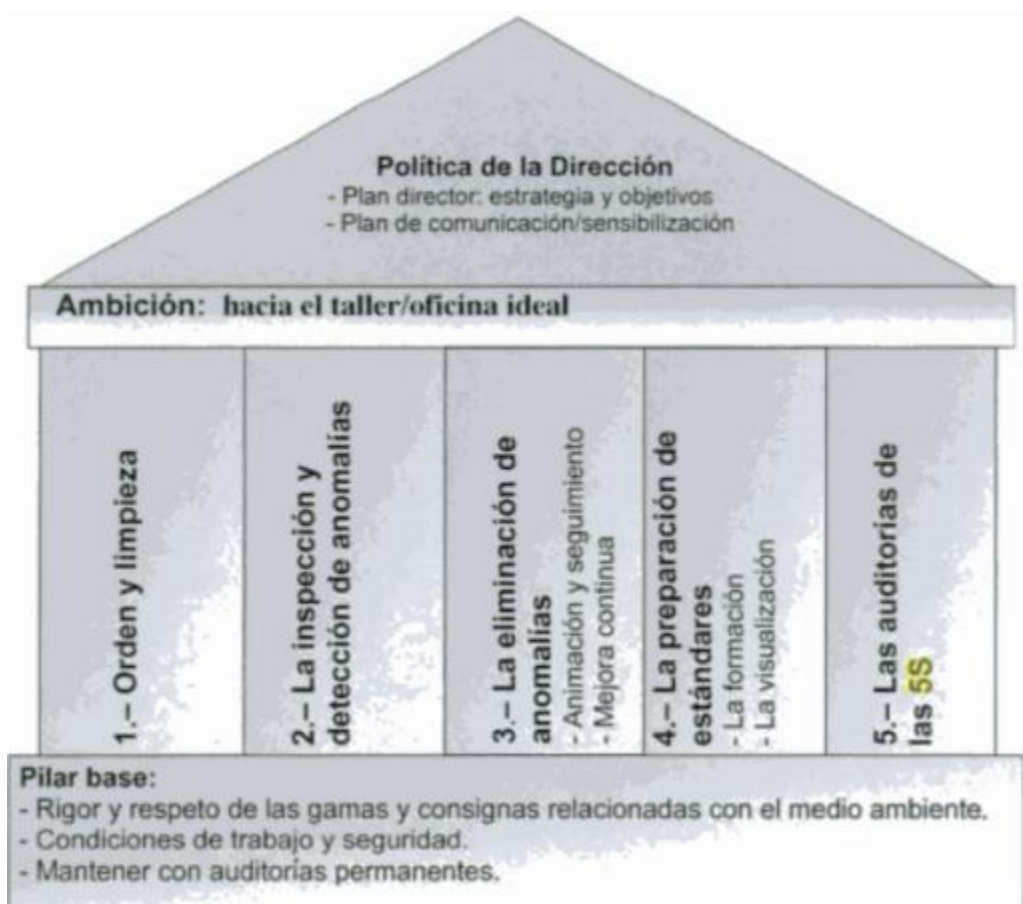 Política de la Dirección
- Plan director: estrategia y objetivos
- Plan de comunicación/sensibilización
Ambición: hacia el taller/oficina ideal
1.– Orden y limpieza
2.– La inspección y
detección de anomalías
3.– La eliminación de
anomalías
- Animación y seguimiento
- Mejora continua
4.– La preparación de
estándares
- La formación
- La visualización
5.– Las auditorías de
las 5S
Pilar base:
- Rigor y respeto de las gamas y consignas relacionadas con el medio ambiente.
- Condiciones de trabajo y seguridad.
- Mantener con auditorías permanentes.